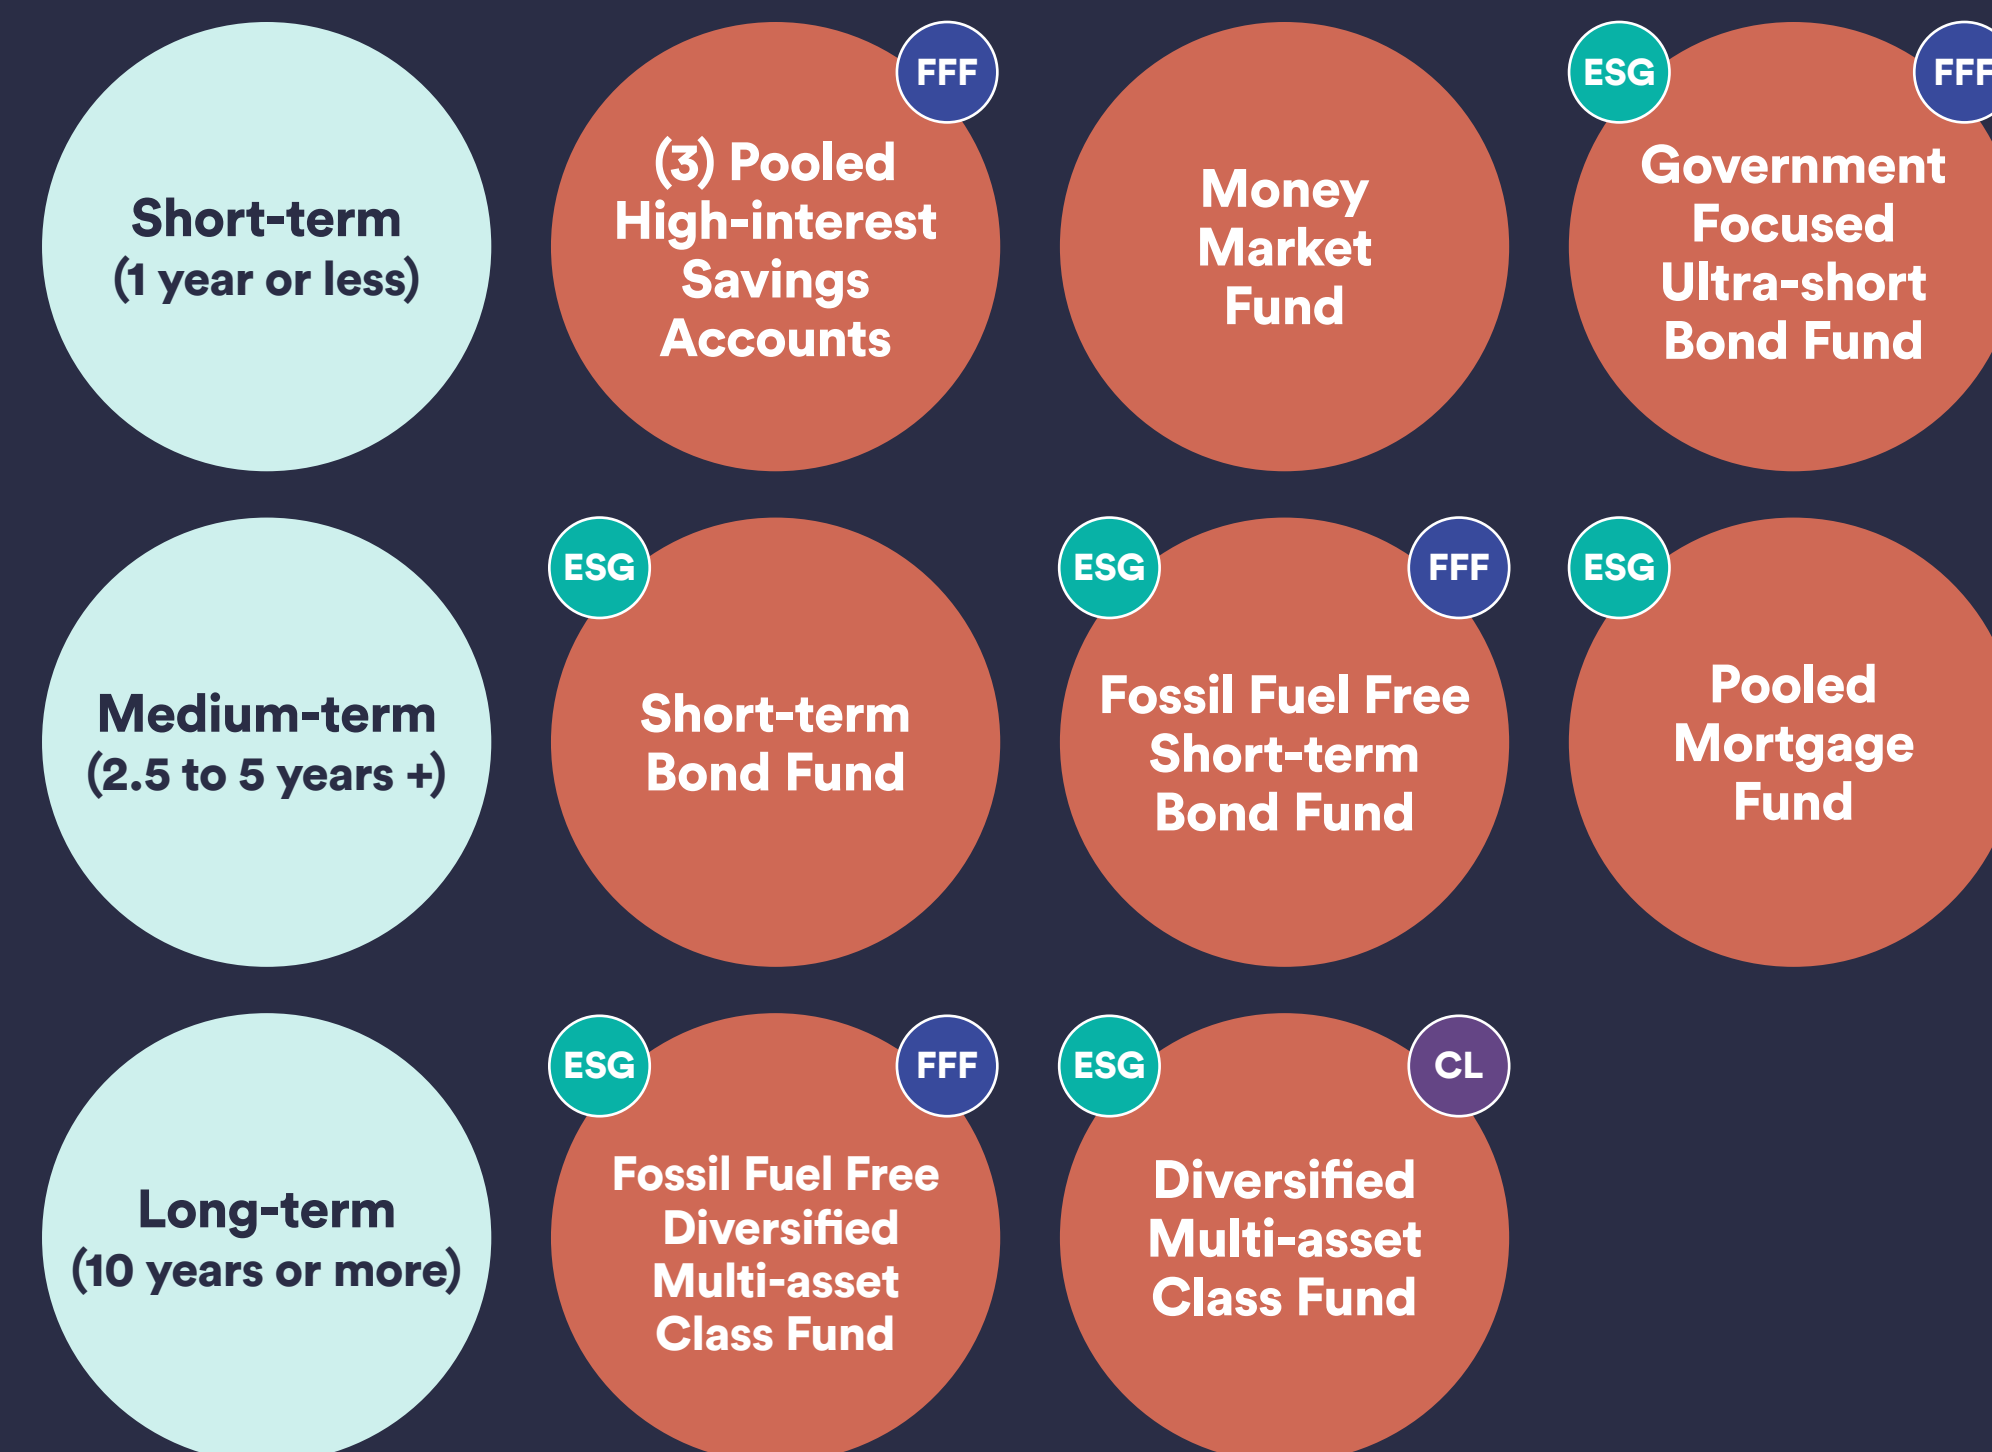 Short-term
(1 year or less)
FFF
(3) Pooled
High-interest
Savings
Accounts
Money
Market
Fund
ESG
FFF
Government
Focused
Ultra-short
Bond Fund
Medium-term
(2.5 to 5 years +)
ESG
Short-term
Bond Fund
ESG
FFF
Fossil Fuel Free
Short-term
Bond Fund
ESG
Pooled
Mortgage
Fund
Long-term
(10 years or more)
ESG
FFF
Fossil Fuel Free
Diversified
Multi-asset
Class Fund
ESG
CL
Diversified
Multi-asset
Class Fund